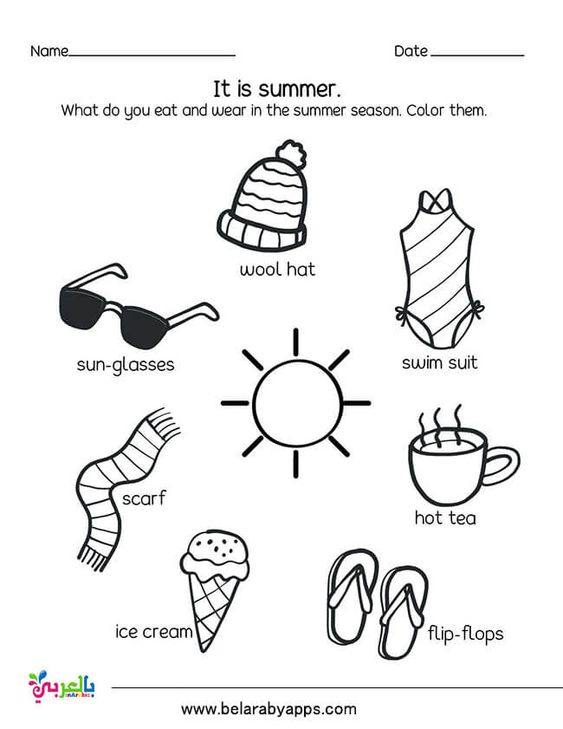 Name
Date
It is summer.
What do you eat and wear in the summer season. Color them.
wool hat
swim suit
sun-glasses
scarf
hot tea
ice cream
flip-flops
بالعربي
inArabic
www.belarabyapps.com